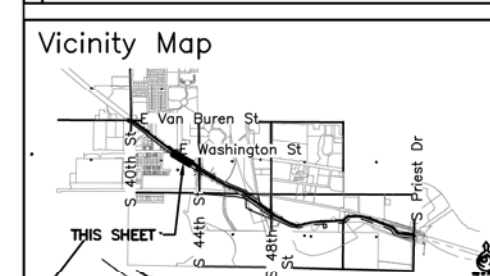 Vicinity Map
E Van Buren St
E Washington St
S 40th St
S Priest Dr
THIS SHEET
S 44th St
S 48th St